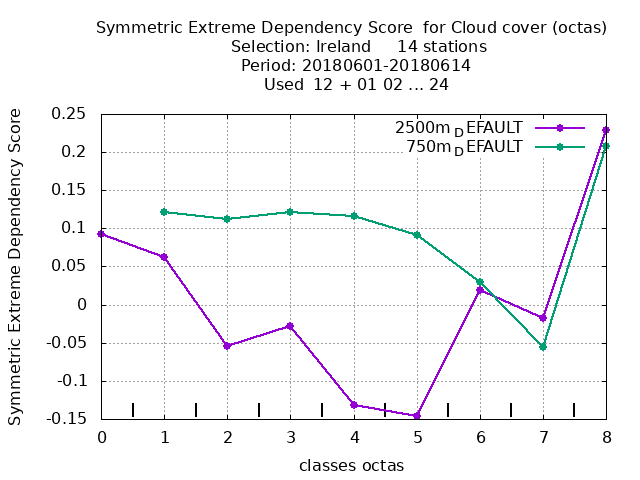 Symmetric Extreme Dependency Score for Cloud cover (octas)
Selection: Ireland 14 stations
Period: 20180601-20180614
Used 12 + 01 02 ... 24
Symmetric Extreme Dependency Score
0.25
0.2
0.15
0.1
0.05
0
-0.05
-0.1
-0.15
2500m_DEFAULT
750m_DEFAULT
0 1 2 3 4 5 6 7 8
classes octas